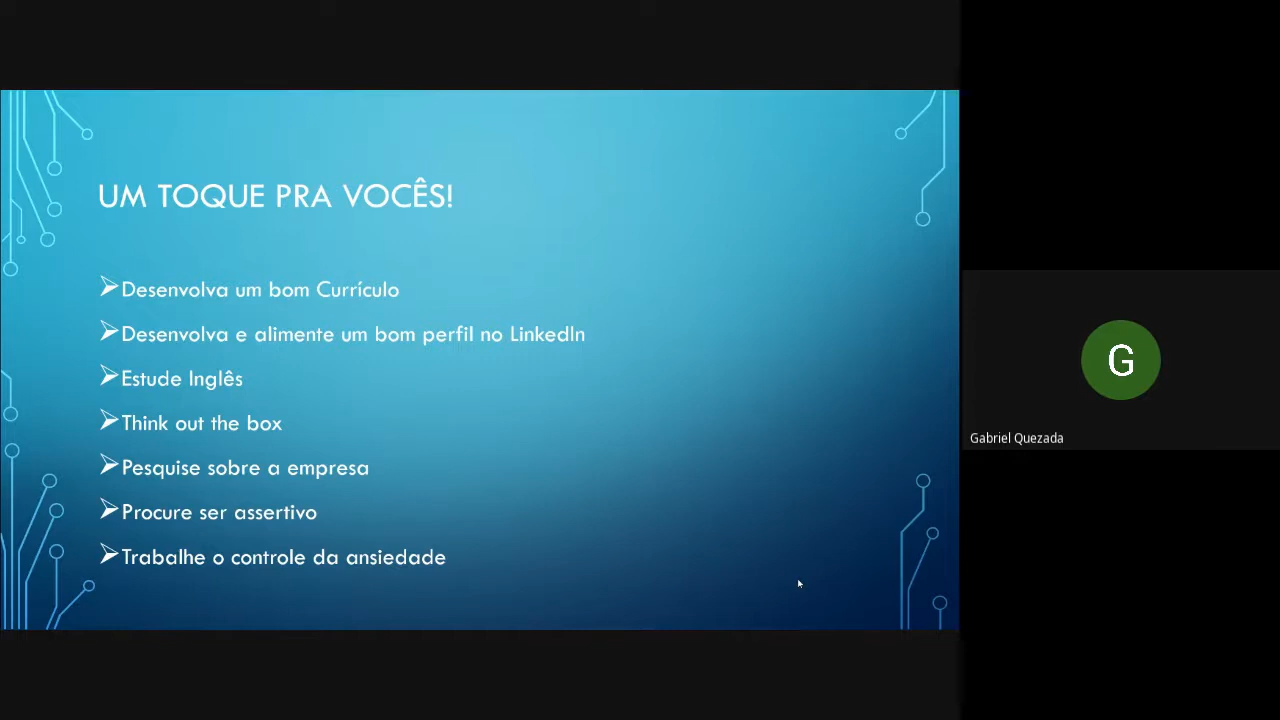 UM TOQUE PRA VOCÊS!
Desenvolva um bom Currículo
Desenvolva e alimente um bom perfil no LinkedIn
Estude Inglês
Think out the box
Pesquise sobre a empresa
Procure ser assertivo
Trabalhe o controle da ansiedade
G
Gabriel Quezada